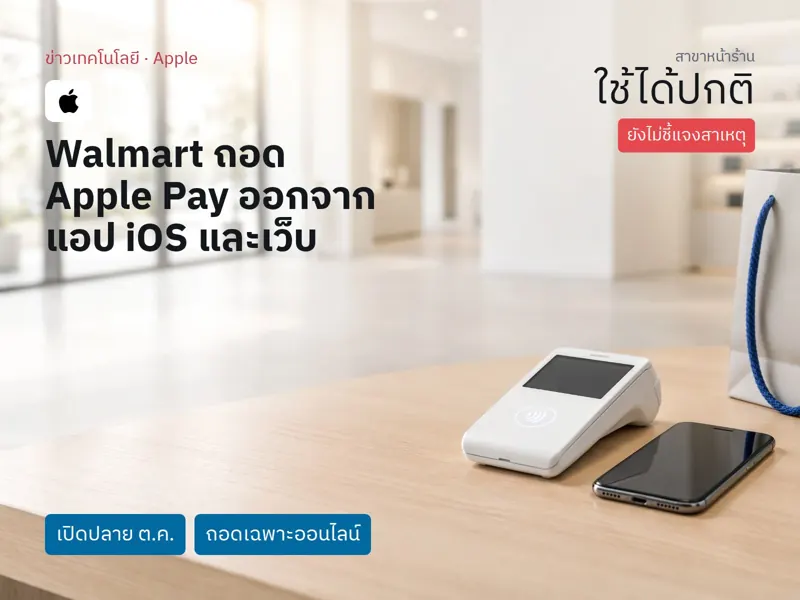 ข่าวเทคโนโลยี · Apple
Walmart ถอด
Apple Pay ออกจาก
แอป iOS และเว็บ
สาขาหน้าร้าน
ใช้ได้ปกติ
ยังไม่ชี้แจงสาเหตุ
เปิดปลาย ต.ค.
ถอดเฉพาะออนไลน์